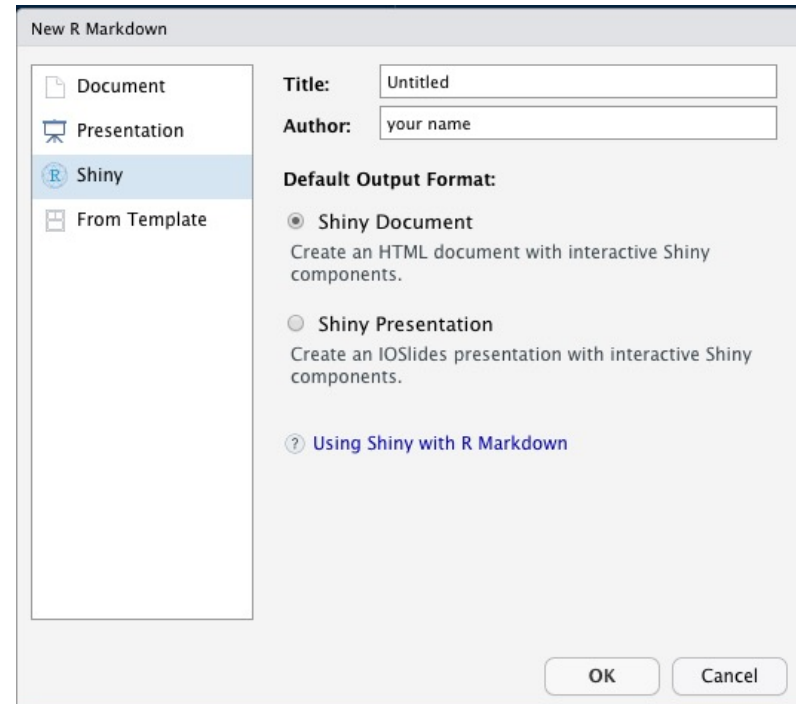 New R Markdown
Document
Presentation
R Shiny
From Template
Title: Untitled
Author: your name
Default Output Format:
Shiny Document
Create an HTML document with interactive Shiny
components.
Shiny Presentation
Create an IOSlides presentation with interactive Shiny
components.
? Using Shiny with R Markdown
OK Cancel